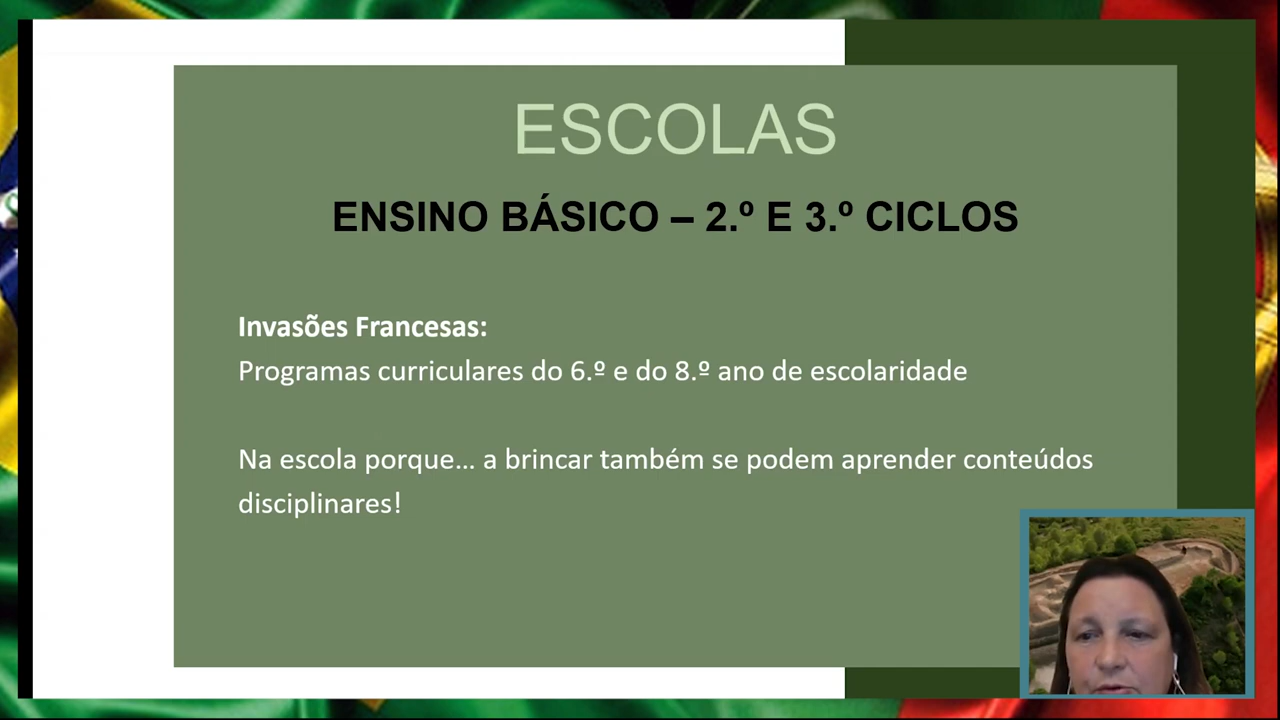 ESCOLAS
ENSINO BÁSICO – 2.º E 3.º CICLOS
Invasões Francesas:
Programas curriculares do 6.º e do 8.º ano de escolaridade
Na escola porque... a brincar também se podem aprender conteúdos
disciplinares!